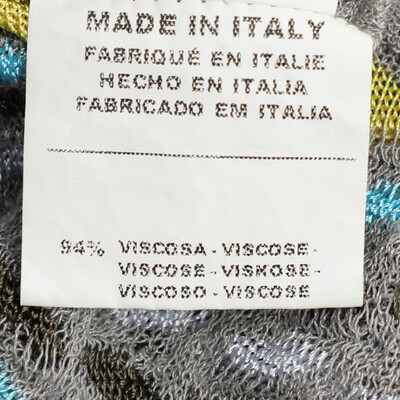 MADE IN ITALY
FABRIQUÉ EN ITALIE
HECHO EN ITALIA
FABRICADO EM ITALIA
94% VISCOSA - VISCOSE -
VISCOSE - VISKOSE -
VISCOSO - VISCOSE